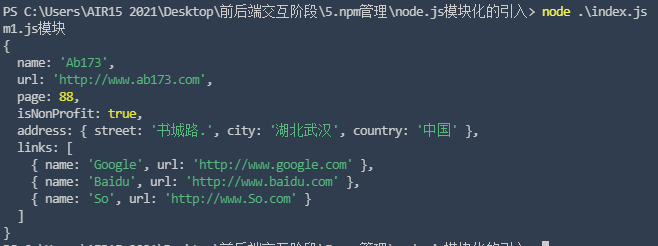 PS C:\Users\AIR15 2021\Desktop\前后端交互阶段\5.npm管理\node.js模块化的引入> node .\index.js
m1.js模块
{
  name: 'Ab173',
  url: 'http://www.ab173.com',
  page: 88,
  isNonProfit: true,
  address: { street: '书城路.', city: '湖北武汉', country: '中国' },
  links: [
    { name: 'Google', url: 'http://www.google.com' },
    { name: 'Baidu', url: 'http://www.baidu.com' },
    { name: 'So', url: 'http://www.So.com' }
  ]
}